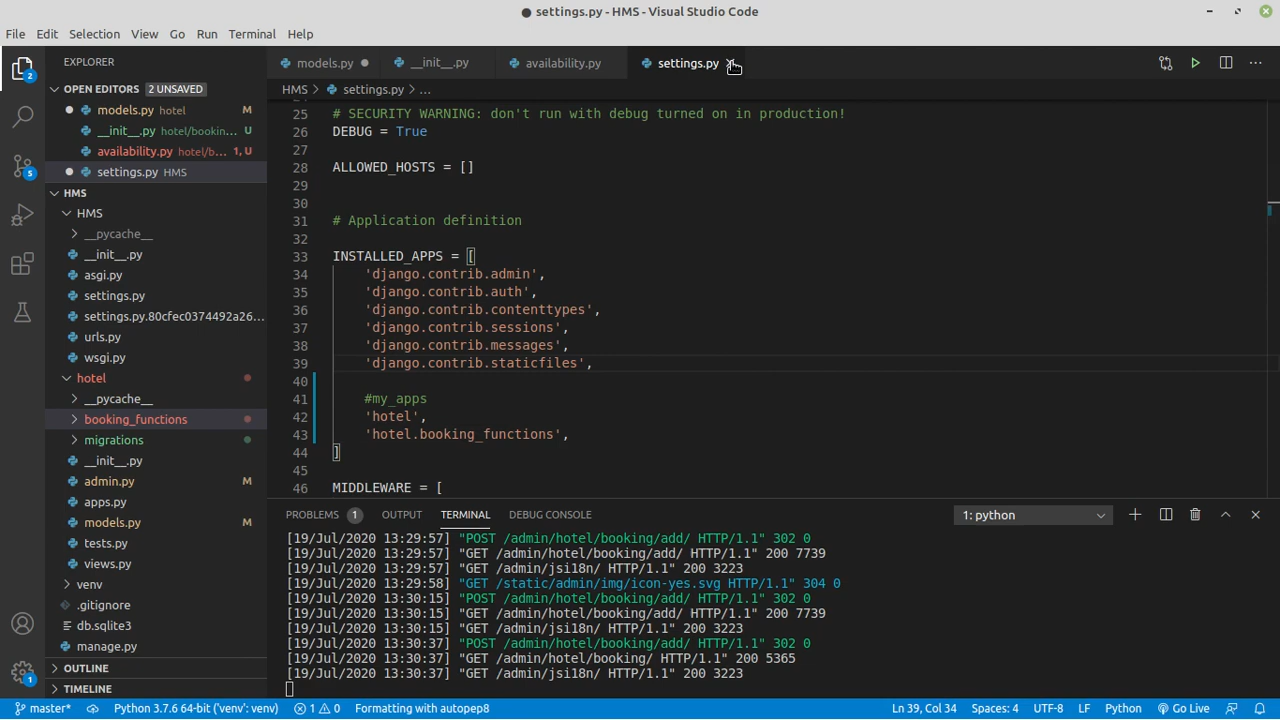 ● settings.py - HMS - Visual Studio Code
File Edit Selection View Go Run Terminal Help
EXPLORER
OPEN EDITORS 2 UNSAVED
models.py hotel M
__init__.py hotel/bookin... U
availability.py hotel/b... 1, U
settings.py HMS
HMS
HMS
__pycache__
__init__.py
asgi.py
settings.py
settings.py.80cfec0374492a26...
urls.py
wsgi.py
hotel
__pycache__
booking_functions
migrations
__init__.py
admin.py M
apps.py
models.py M
tests.py
views.py
venv
.gitignore
db.sqlite3
manage.py
OUTLINE
TIMELINE
2
5
1
models.py __init__.py availability.py settings.py
HMS > settings.py > ...
25 # SECURITY WARNING: don't run with debug turned on in production!
26 DEBUG = True
27
28 ALLOWED_HOSTS = []
29
30
31 # Application definition
32
33 INSTALLED_APPS = [
34 'django.contrib.admin',
35 'django.contrib.auth',
36 'django.contrib.contenttypes',
37 'django.contrib.sessions',
38 'django.contrib.messages',
39 'django.contrib.staticfiles',
40
41 #my_apps
42 'hotel',
43 'hotel.booking_functions',
44 ]
45
46 MIDDLEWARE = [
PROBLEMS 1 OUTPUT TERMINAL DEBUG CONSOLE 1: python
[19/Jul/2020 13:29:57] "POST /admin/hotel/booking/add/ HTTP/1.1" 302 0
[19/Jul/2020 13:29:57] "GET /admin/hotel/booking/add/ HTTP/1.1" 200 7739
[19/Jul/2020 13:29:57] "GET /admin/jsi18n/ HTTP/1.1" 200 3223
[19/Jul/2020 13:29:58] "GET /static/admin/img/icon-yes.svg HTTP/1.1" 304 0
[19/Jul/2020 13:30:15] "POST /admin/hotel/booking/add/ HTTP/1.1" 302 0
[19/Jul/2020 13:30:15] "GET /admin/hotel/booking/add/ HTTP/1.1" 200 7739
[19/Jul/2020 13:30:15] "GET /admin/jsi18n/ HTTP/1.1" 200 3223
[19/Jul/2020 13:30:37] "POST /admin/hotel/booking/add/ HTTP/1.1" 302 0
[19/Jul/2020 13:30:37] "GET /admin/hotel/booking/ HTTP/1.1" 200 5365
[19/Jul/2020 13:30:37] "GET /admin/jsi18n/ HTTP/1.1" 200 3223
master* Python 3.7.6 64-bit ('venv': venv) 1 0 Formatting with autopep8 Ln 39, Col 34 Spaces: 4 UTF-8 LF Python Go Live